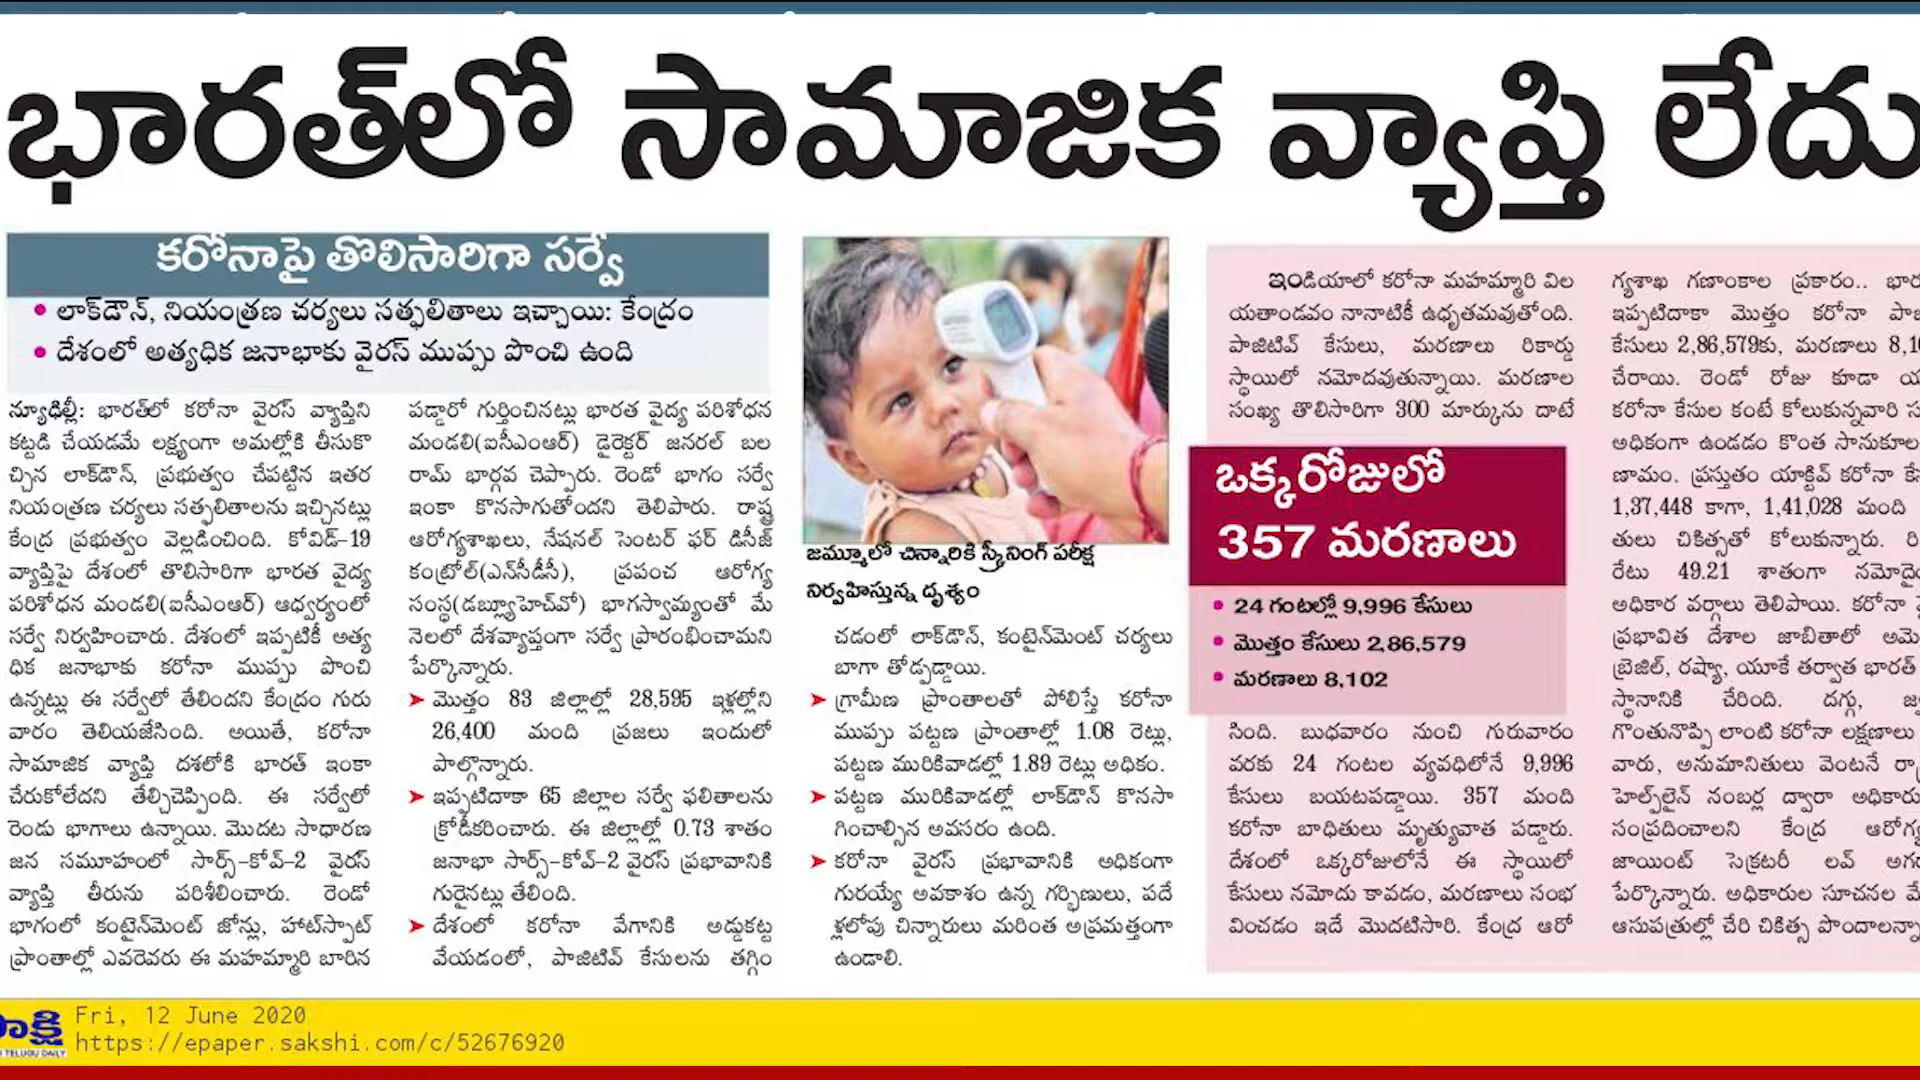 భారత్‌లో సామాజిక వ్యాప్తి లేదు
కరోనాపై తొలిసారిగా సర్వే
• లాక్‌డౌన్, నియంత్రణ చర్యలు సత్ఫలితాలు ఇచ్చాయి: కేంద్రం
• దేశంలో అత్యధిక జనాభాకు వైరస్ ముప్పు పొంచి ఉంది
న్యూఢిల్లీ: భారత్‌లో కరోనా వైరస్ వ్యాప్తిని
కట్టడి చేయడమే లక్ష్యంగా అమల్లోకి తీసుకొ
చ్చిన లాక్‌డౌన్, ప్రభుత్వం చేపట్టిన ఇతర
నియంత్రణ చర్యలు సత్ఫలితాలను ఇచ్చినట్లు
కేంద్ర ప్రభుత్వం వెల్లడించింది. కోవిడ్–19
వ్యాప్తిపై దేశంలో తొలిసారిగా భారత వైద్య
పరిశోధన మండలి(ఐసీఎంఆర్) ఆధ్వర్యంలో
సర్వే నిర్వహించారు. దేశంలో ఇప్పటికీ అత్య
ధిక జనాభాకు కరోనా ముప్పు పొంచి
ఉన్నట్లు ఈ సర్వేలో తేలిందని కేంద్రం గురు
వారం తెలియజేసింది. అయితే, కరోనా
సామాజిక వ్యాప్తి దశలోకి భారత్ ఇంకా
చేరుకోలేదని తేల్చిచెప్పింది. ఈ సర్వేలో
రెండు భాగాలు ఉన్నాయి. మొదట సాధారణ
జన సమూహంలో సార్స్–కోవ్–2 వైరస్
వ్యాప్తి తీరును పరిశీలించారు. రెండో
భాగంలో కంటైన్‌మెంట్ జోన్లు, హాట్‌స్పాట్
ప్రాంతాల్లో ఎవరెవరు ఈ మహమ్మారి బారిన
పడ్డారో గుర్తించినట్లు భారత వైద్య పరిశోధన
మండలి(ఐసీఎంఆర్) డైరెక్టర్ జనరల్ బల
రామ్ భార్గవ చెప్పారు. రెండో భాగం సర్వే
ఇంకా కొనసాగుతోందని తెలిపారు. రాష్ట్ర
ఆరోగ్యశాఖలు, నేషనల్ సెంటర్ ఫర్ డిసీజ్
కంట్రోల్(ఎన్‌సీడీసీ), ప్రపంచ ఆరోగ్య
సంస్థ(డబ్ల్యూహెచ్‌వో) భాగస్వామ్యంతో మే
నెలలో దేశవ్యాప్తంగా సర్వే ప్రారంభించామని
పేర్కొన్నారు.
➤ మొత్తం 83 జిల్లాల్లో 28,595 ఇళ్లల్లోని
26,400 మంది ప్రజలు ఇందులో
పాల్గొన్నారు.
➤ ఇప్పటిదాకా 65 జిల్లాల సర్వే ఫలితాలను
క్రోడీకరించారు. ఈ జిల్లాల్లో 0.73 శాతం
జనాభా సార్స్–కోవ్–2 వైరస్ ప్రభావానికి
గురైనట్లు తేలింది.
➤ దేశంలో కరోనా వేగానికి అడ్డుకట్ట
వేయడంలో, పాజిటివ్ కేసులను తగ్గిం
జమ్మూలో చిన్నారికి స్క్రీనింగ్ పరీక్ష
నిర్వహిస్తున్న దృశ్యం
చడంలో లాక్‌డౌన్, కంటైన్‌మెంట్ చర్యలు
బాగా తోడ్పడ్డాయి.
➤ గ్రామీణ ప్రాంతాలతో పోలిస్తే కరోనా
ముప్పు పట్టణ ప్రాంతాల్లో 1.08 రెట్లు,
పట్టణ మురికివాడల్లో 1.89 రెట్లు అధికం.
➤ పట్టణ మురికివాడల్లో లాక్‌డౌన్ కొనసా
గించాల్సిన అవసరం ఉంది.
➤ కరోనా వైరస్ ప్రభావానికి అధికంగా
గురయ్యే అవకాశం ఉన్న గర్భిణులు, పదే
ళ్లలోపు చిన్నారులు మరింత అప్రమత్తంగా
ఉండాలి.
ఇండియాలో కరోనా మహమ్మారి విల
యతాండవం నానాటికీ ఉధృతమవుతోంది.
పాజిటివ్ కేసులు, మరణాలు రికార్డు
స్థాయిలో నమోదవుతున్నాయి. మరణాల
సంఖ్య తొలిసారిగా 300 మార్కును దాటే
ఒక్కరోజులో
357 మరణాలు
• 24 గంటల్లో 9,996 కేసులు
• మొత్తం కేసులు 2,86,579
• మరణాలు 8,102
సింది. బుధవారం నుంచి గురువారం
వరకు 24 గంటల వ్యవధిలోనే 9,996
కేసులు బయటపడ్డాయి. 357 మంది
కరోనా బాధితులు మృత్యువాత పడ్డారు.
దేశంలో ఒక్కరోజులోనే ఈ స్థాయిలో
కేసులు నమోదు కావడం, మరణాలు సంభ
వించడం ఇదే మొదటిసారి. కేంద్ర ఆరో
గ్యశాఖ గణాంకాల ప్రకారం..
ఇప్పటిదాకా మొత్తం కరోనా
కేసులు 2,86,579కు, మరణాలు
చేరాయి. రెండో రోజు కూడా
కరోనా కేసుల కంటే కోలుకున్నవారి
అధికంగా ఉండడం కొంత
ణామం. ప్రస్తుతం యాక్టివ్ కరోనా
1,37,448 కాగా, 1,41,028 మంది
తులు చికిత్సతో కోలుకున్నారు.
రేటు 49.21 శాతంగా
అధికార వర్గాలు తెలిపాయి. కరోనా
ప్రభావిత దేశాల జాబితాలో
బ్రెజిల్, రష్యా, యూకే తర్వాత భారత్
స్థానానికి చేరింది. దగ్గు,
గొంతునొప్పి లాంటి కరోనా లక్షణాలు
వారు, అనుమానితులు వెంటనే
హెల్ప్‌లైన్ నంబర్ల ద్వారా
సంప్రదించాలని కేంద్ర
జాయింట్ సెక్రటరీ లవ్
పేర్కొన్నారు. అధికారుల సూచనల
ఆసుపత్రుల్లో చేరి చికిత్స
Fri, 12 June 2020
https://epaper.sakshi.com/c/52676920
TELUGU DAILY